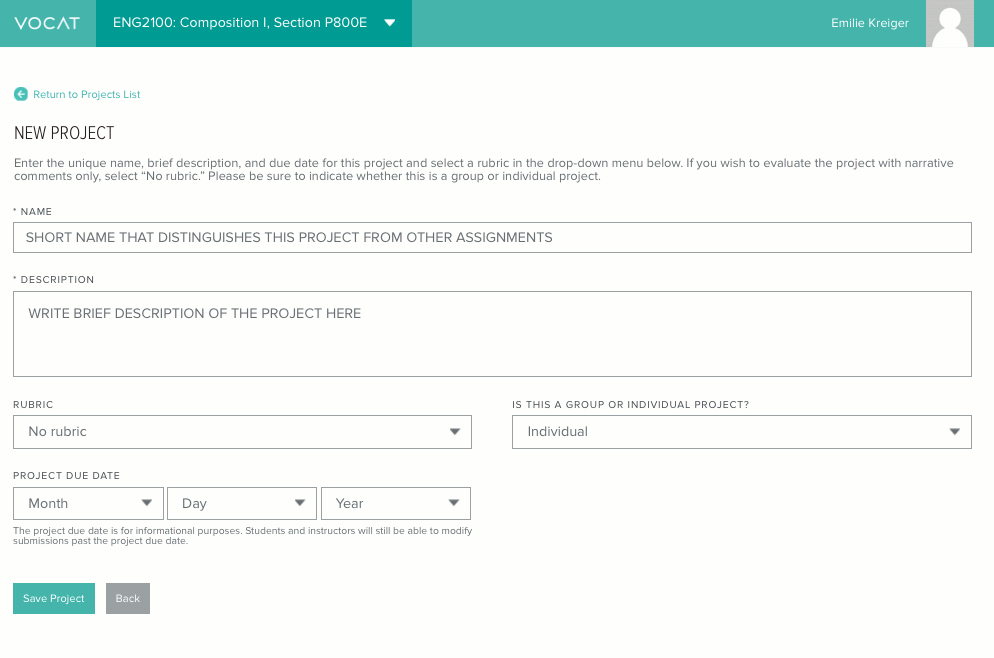 VOCAT ENG2100: Composition I, Section P800E Emilie Kreiger
Return to Projects List
NEW PROJECT
Enter the unique name, brief description, and due date for this project and select a rubric in the drop-down menu below. If you wish to evaluate the project with narrative
comments only, select “No rubric.” Please be sure to indicate whether this is a group or individual project.
* NAME
SHORT NAME THAT DISTINGUISHES THIS PROJECT FROM OTHER ASSIGNMENTS
* DESCRIPTION
WRITE BRIEF DESCRIPTION OF THE PROJECT HERE
RUBRIC IS THIS A GROUP OR INDIVIDUAL PROJECT?
No rubric Individual
PROJECT DUE DATE
Month Day Year
The project due date is for informational purposes. Students and instructors will still be able to modify
submissions past the project due date.
Save Project Back